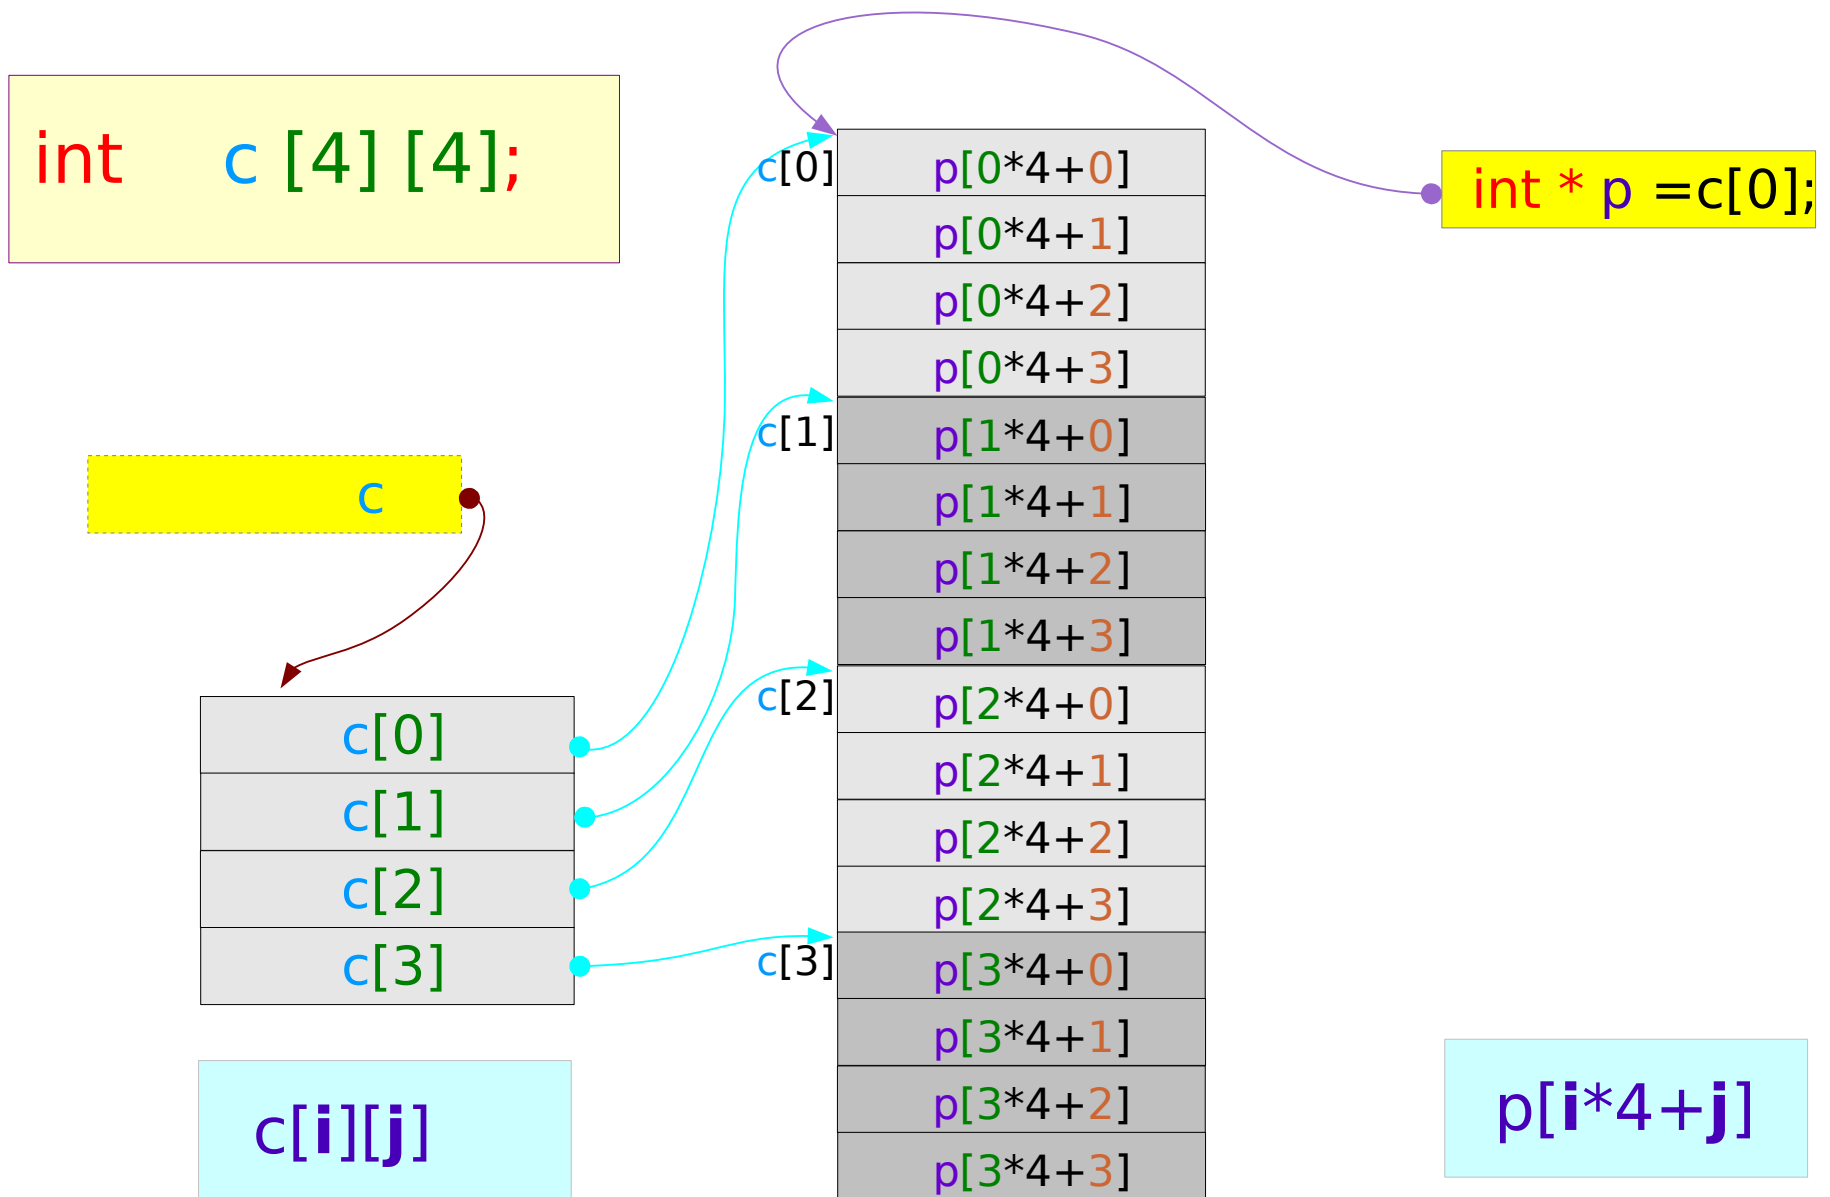 int c [4] [4];
int * p =c[0];
c
c[0]
c[1]
c[2]
c[3]
c[i][j]
c[0]
c[1]
c[2]
c[3]
p[0*4+0]
p[0*4+1]
p[0*4+2]
p[0*4+3]
p[1*4+0]
p[1*4+1]
p[1*4+2]
p[1*4+3]
p[2*4+0]
p[2*4+1]
p[2*4+2]
p[2*4+3]
p[3*4+0]
p[3*4+1]
p[3*4+2]
p[3*4+3]
p[i*4+j]